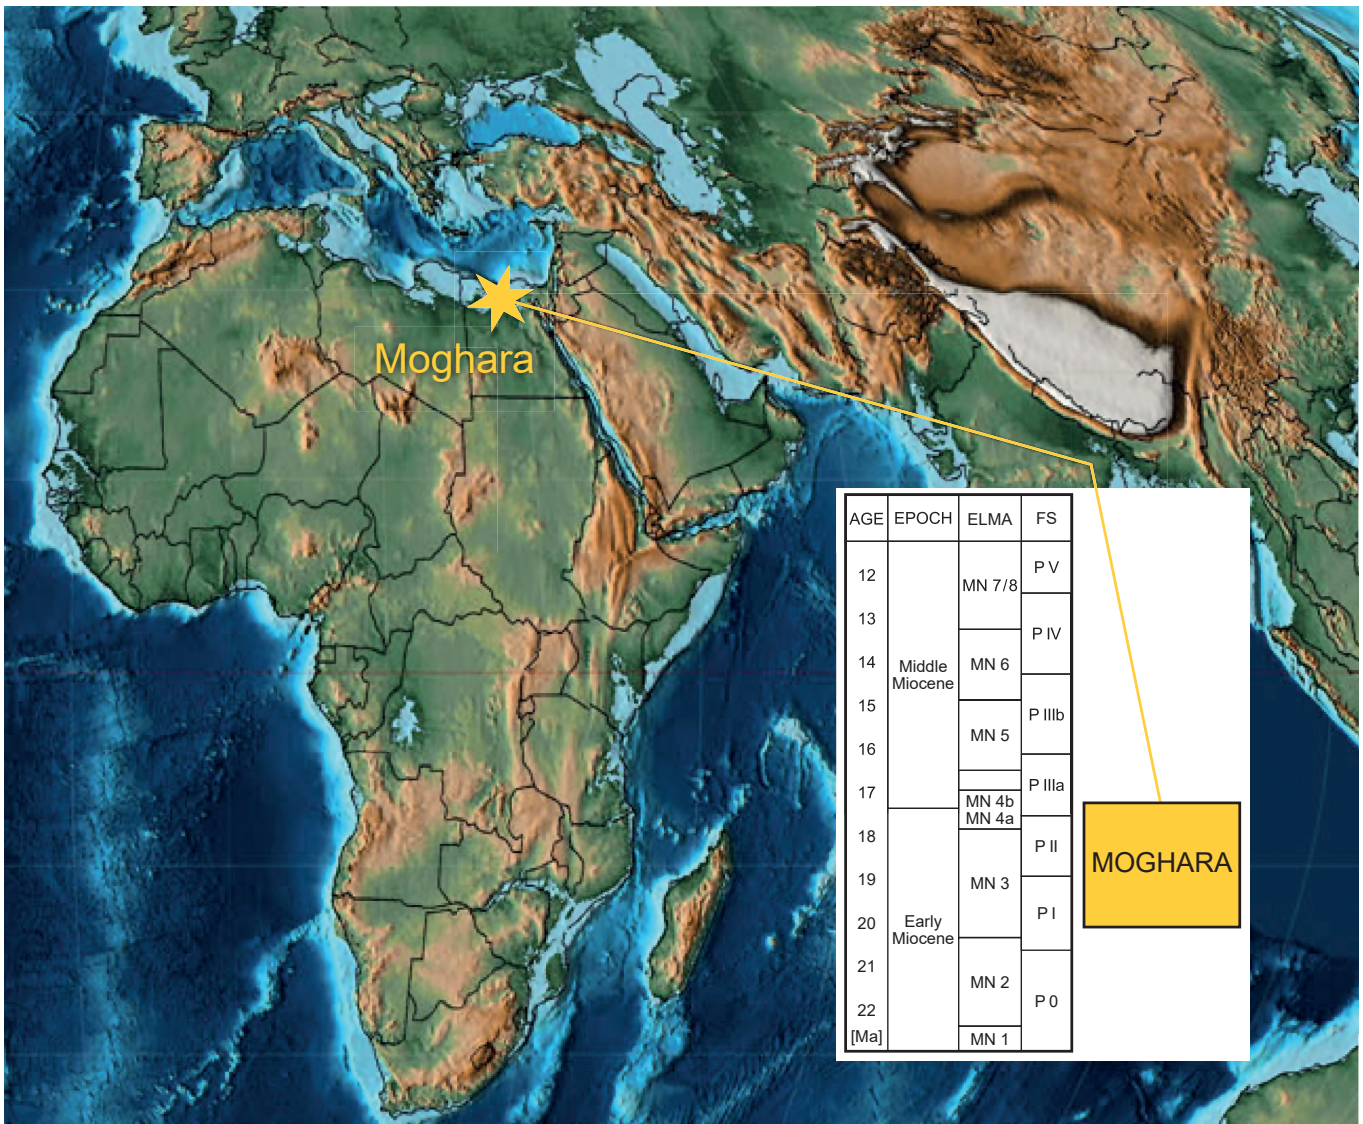 Moghara
AGE EPOCH ELMA FS
12
13
14
15
16
17
18
19
20
21
22
[Ma]
Middle
Miocene
Early
Miocene
MN 7/8
MN 6
MN 5
MN 4b
MN 4a
MN 3
MN 2
MN 1
P V
P IV
P IIIb
P IIIa
P II
P I
P 0
MOGHARA